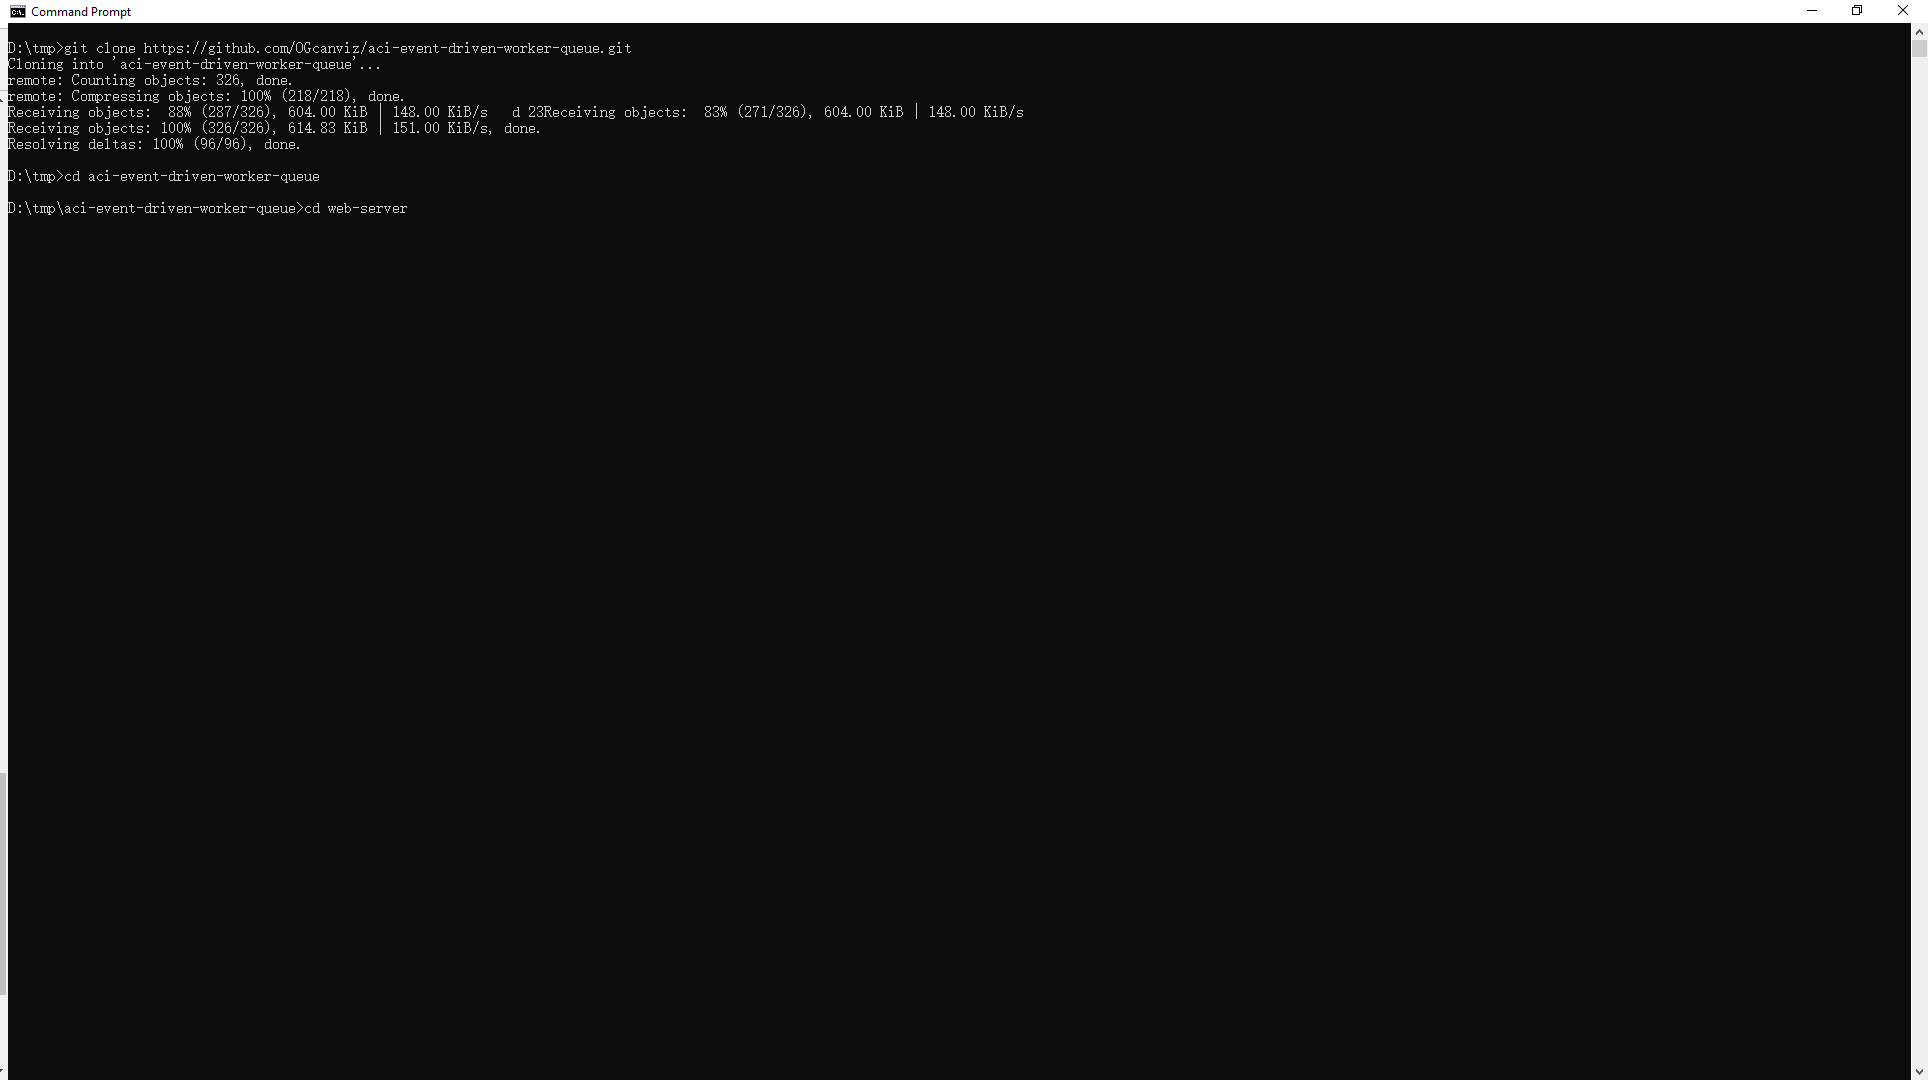 Command Prompt
D:\tmp>git clone https://github.com/OGcanviz/aci-event-driven-worker-queue.git
Cloning into 'aci-event-driven-worker-queue'...
remote: Counting objects: 326, done.
remote: Compressing objects: 100% (218/218), done.
Receiving objects:  88% (287/326), 604.00 KiB | 148.00 KiB/s   d 23Receiving objects:  83% (271/326), 604.00 KiB | 148.00 KiB/s
Receiving objects: 100% (326/326), 614.83 KiB | 151.00 KiB/s, done.
Resolving deltas: 100% (96/96), done.
D:\tmp>cd aci-event-driven-worker-queue
D:\tmp\aci-event-driven-worker-queue>cd web-server